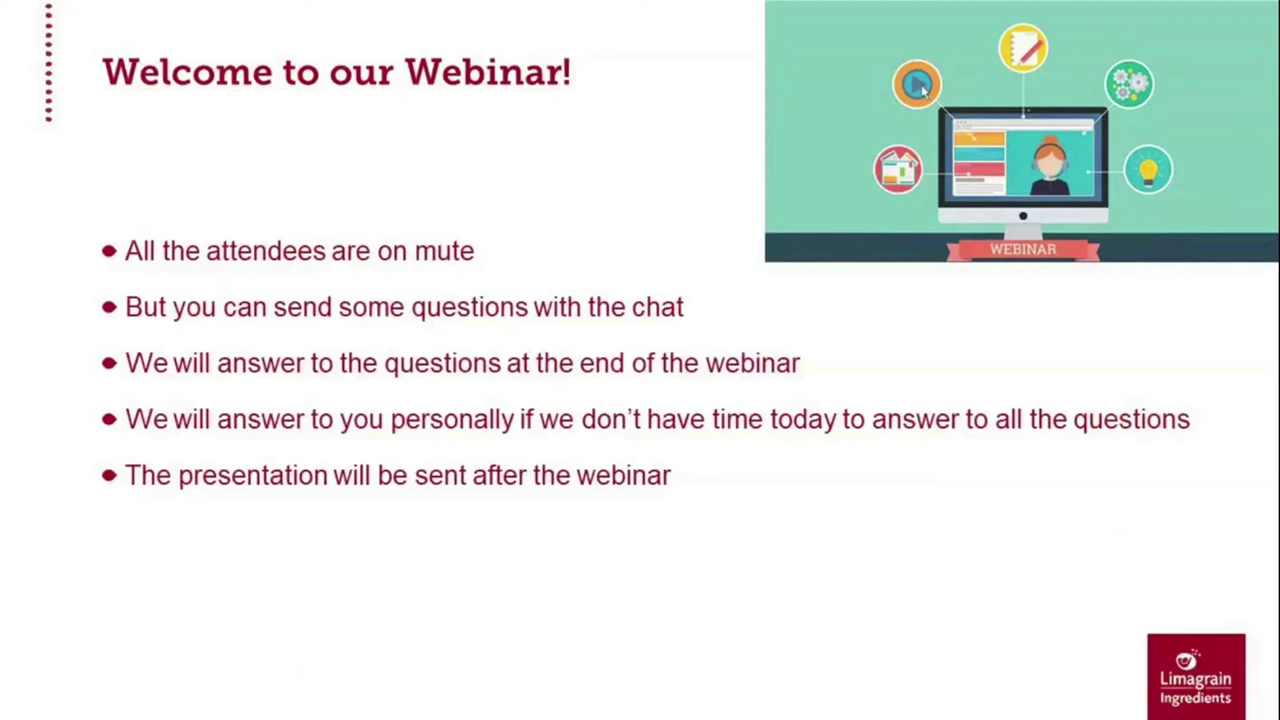 Welcome to our Webinar!
WEBINAR
All the attendees are on mute
But you can send some questions with the chat
We will answer to the questions at the end of the webinar
We will answer to you personally if we don’t have time today to answer to all the questions
The presentation will be sent after the webinar
Limagrain
Ingredients